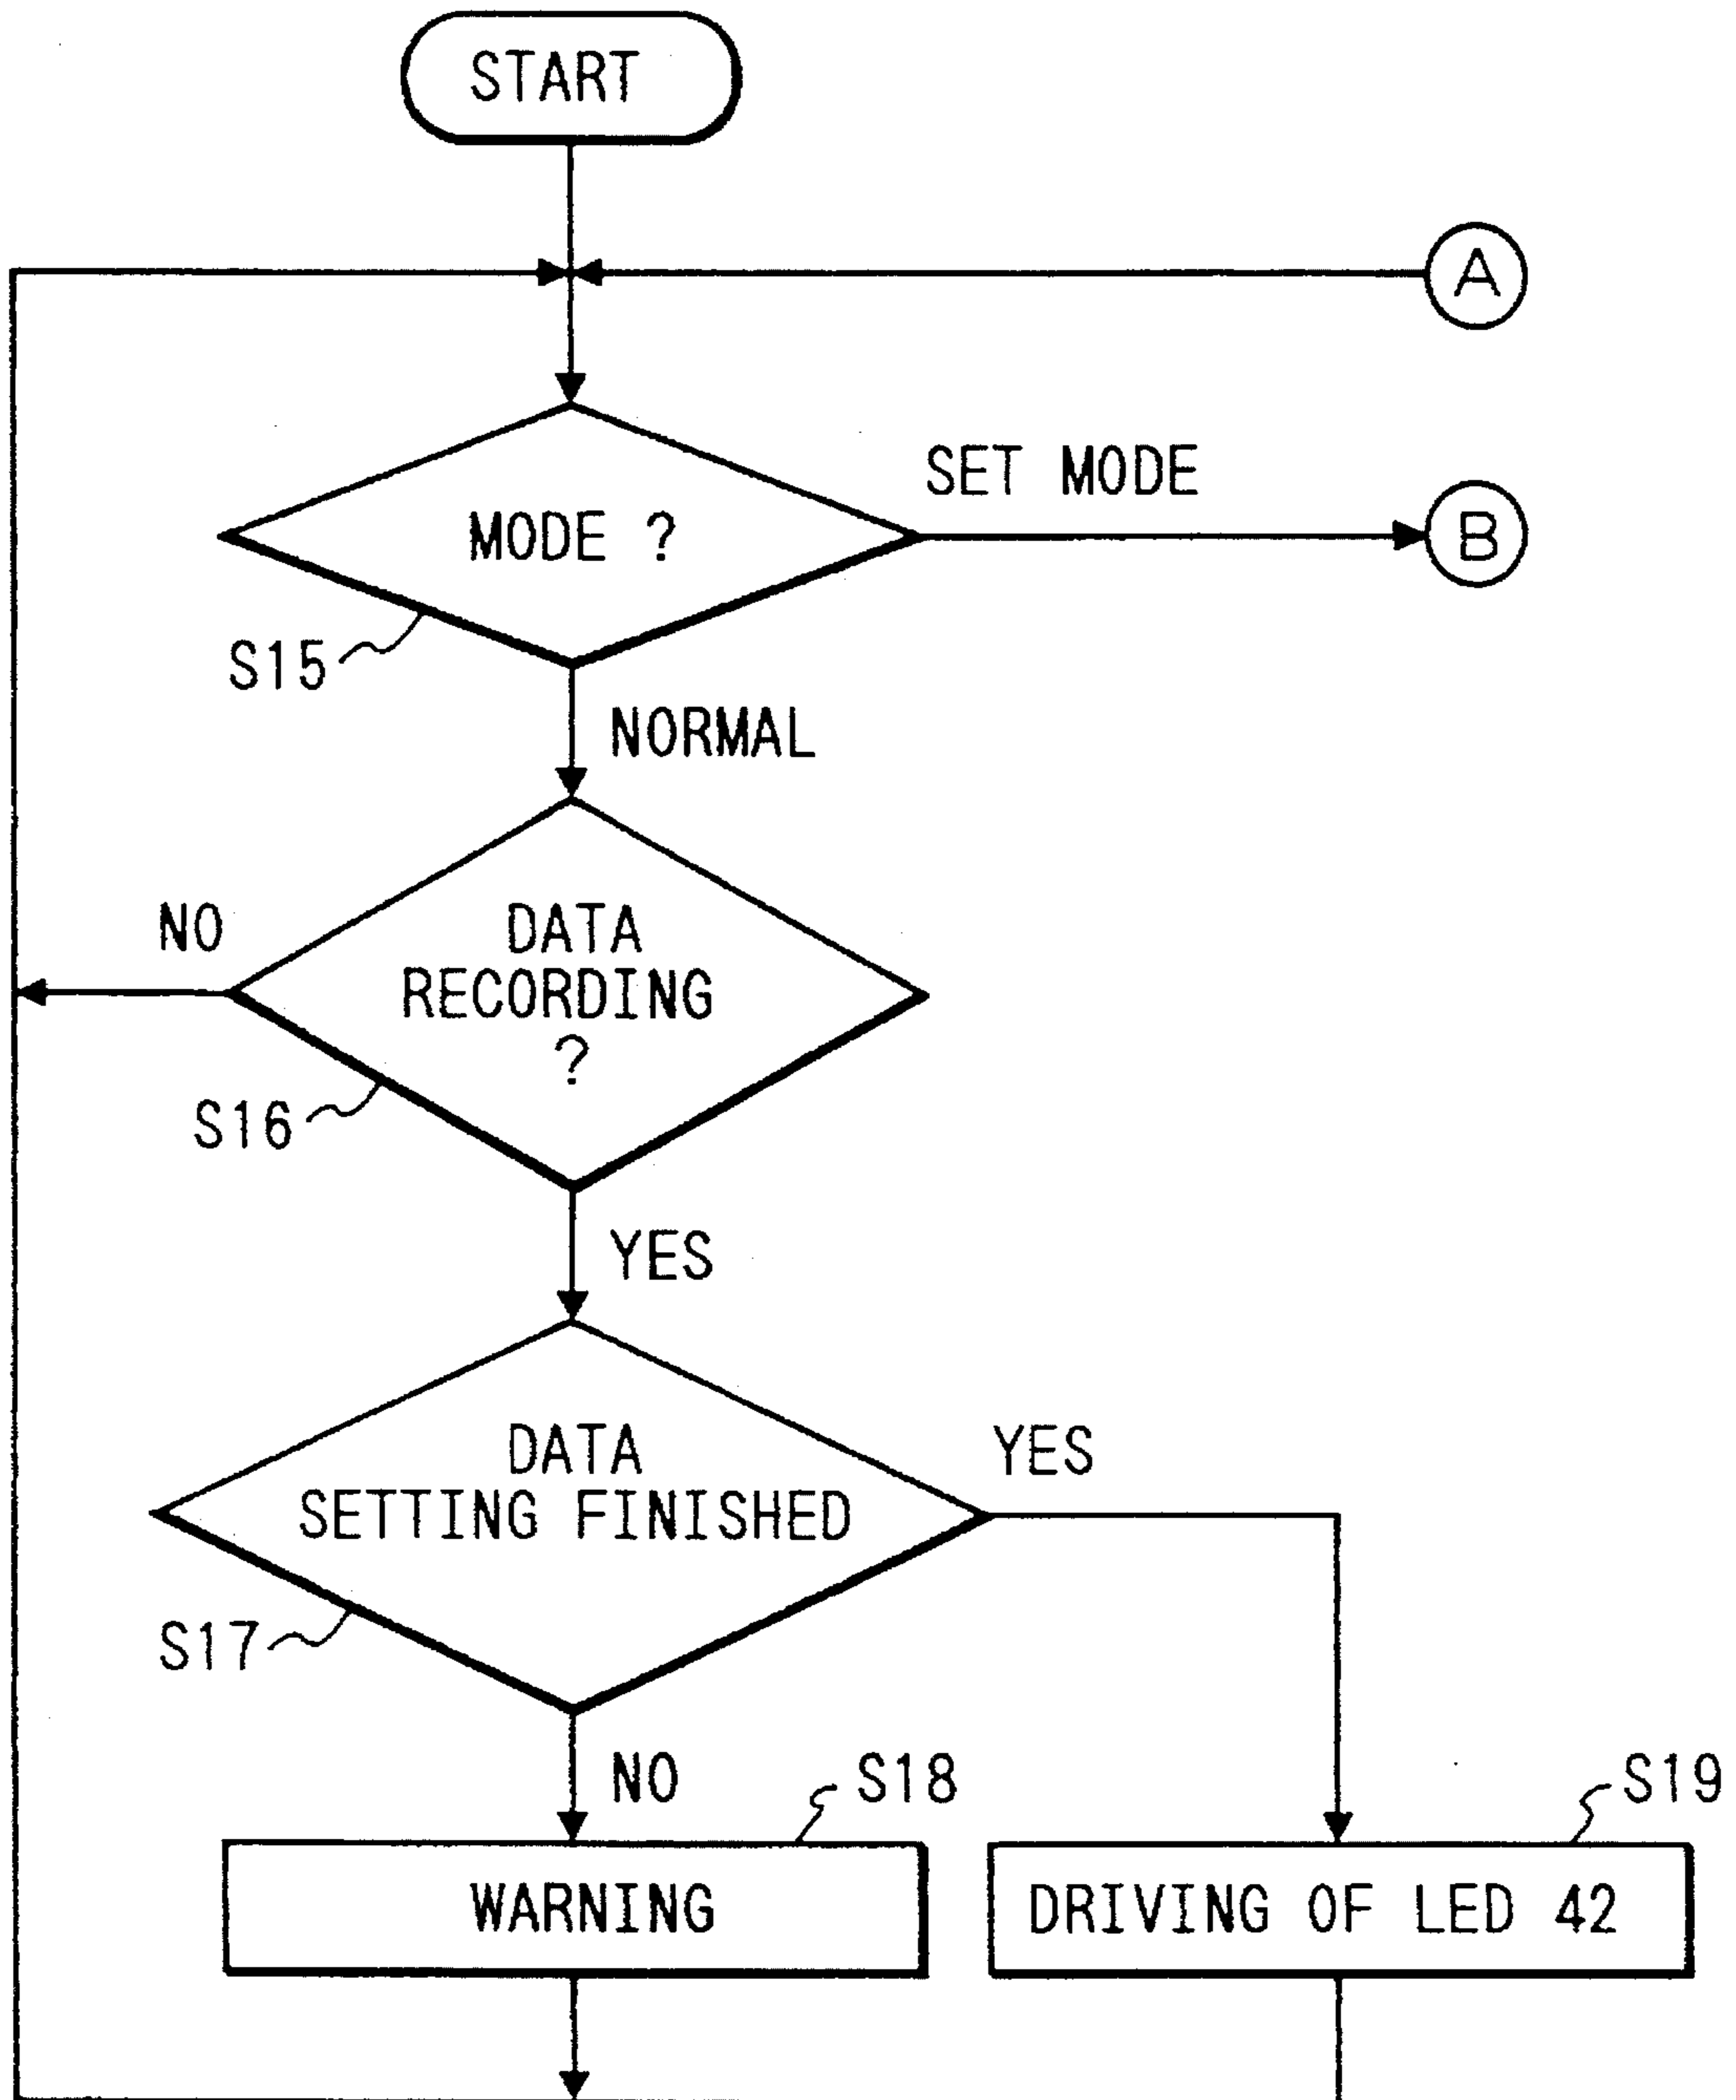 START
A
SET MODE
MODE ?
B
S15
NORMAL
NO
DATA
RECORDING
?
S16
YES
DATA
SETTING FINISHED
YES
S17
NO
S18
S19
WARNING
DRIVING OF LED 42